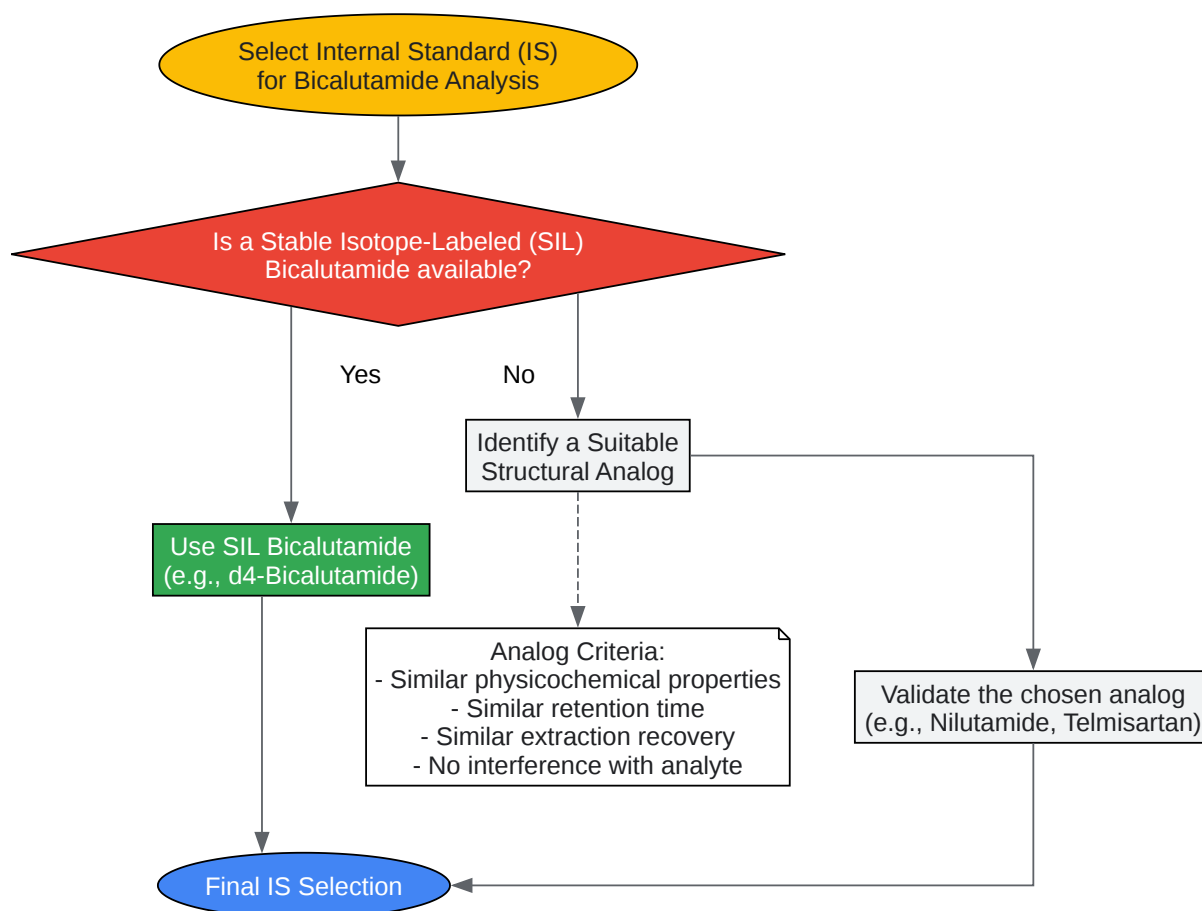 Select Internal Standard (IS)
for Bicalutamide Analysis
Is a Stable Isotope-Labeled (SIL)
Bicalutamide available?
Yes
No
Identify a Suitable
Structural Analog
Use SIL Bicalutamide
(e.g., d4-Bicalutamide)
Analog Criteria:
- Similar physicochemical properties
- Similar retention time
- Similar extraction recovery
- No interference with analyte
Validate the chosen analog
(e.g., Nilutamide, Telmisartan)
Final IS Selection